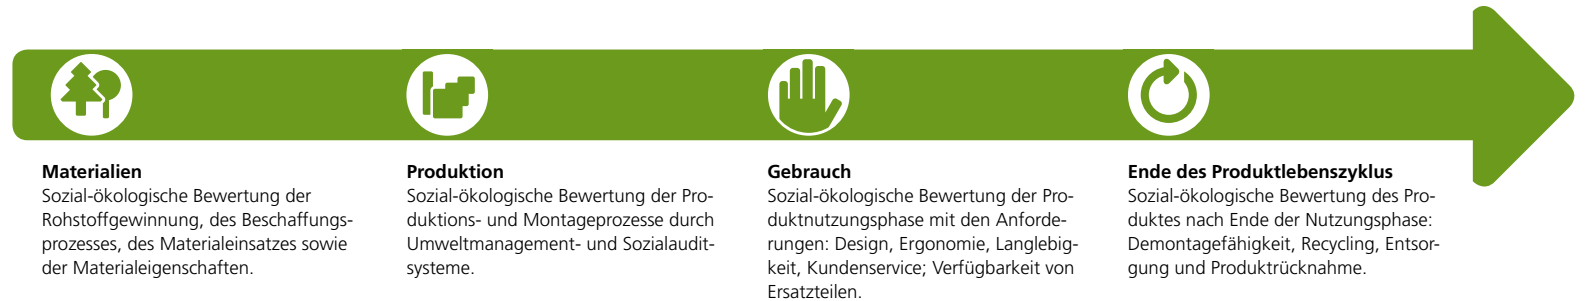 Materialien
Sozial-ökologische Bewertung der
Rohstoffgewinnung, des Beschaffungs-
prozesses, des Materialeinsatzes sowie
der Materialeigenschaften.
Produktion
Sozial-ökologische Bewertung der Pro-
duktions- und Montageprozesse durch
Umweltmanagement- und Sozialaudit-
systeme.
Gebrauch
Sozial-ökologische Bewertung der Pro-
duktnutzungsphase mit den Anforde-
rungen: Design, Ergonomie, Langlebig-
keit, Kundenservice; Verfügbarkeit von
Ersatzteilen.
Ende des Produktlebenszyklus
Sozial-ökologische Bewertung des Pro-
duktes nach Ende der Nutzungsphase:
Demontagefähigkeit, Recycling, Entsor-
gung und Produktrücknahme.